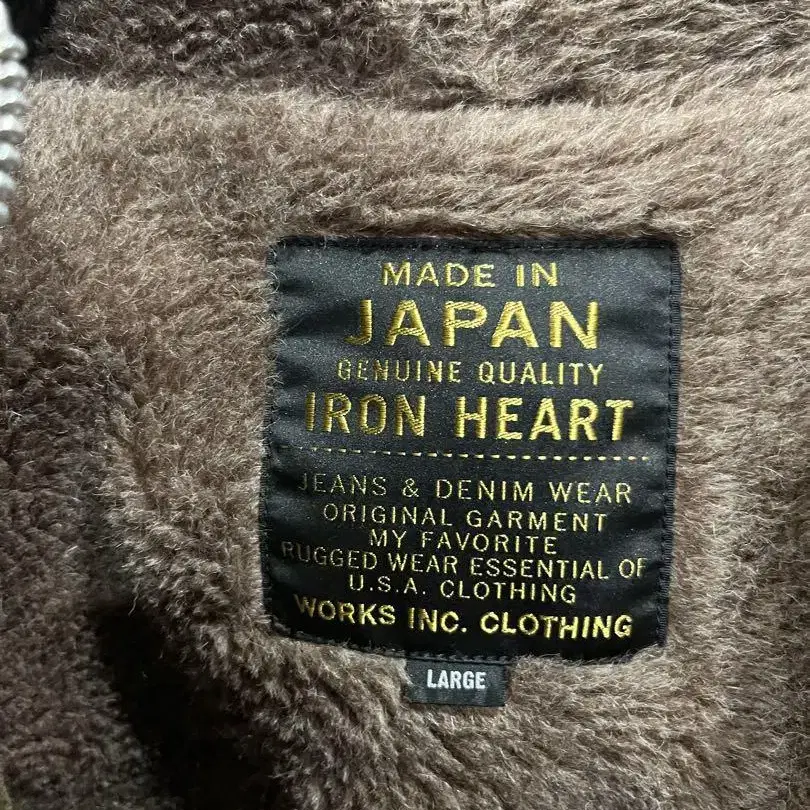 MADE IN
JAPAN
GENUINE QUALITY
IRON HEART
JEANS & DENIM WEAR
ORIGINAL GARMENT
MY FAVORITE
RUGGED WEAR ESSENTIAL OF
U.S.A. CLOTHING
WORKS INC. CLOTHING
LARGE